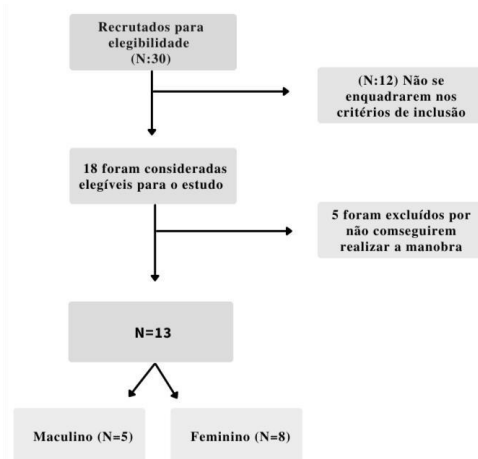 Recrutados para
elegibilidade
(N:30)
(N:12) Não se
enquadrarem nos
critérios de inclusão
18 foram consideradas
elegíveis para o estudo
5 foram excluídos por
não comseguirem
realizar a manobra
N=13
Maculino (N=5)
Feminino (N=8)